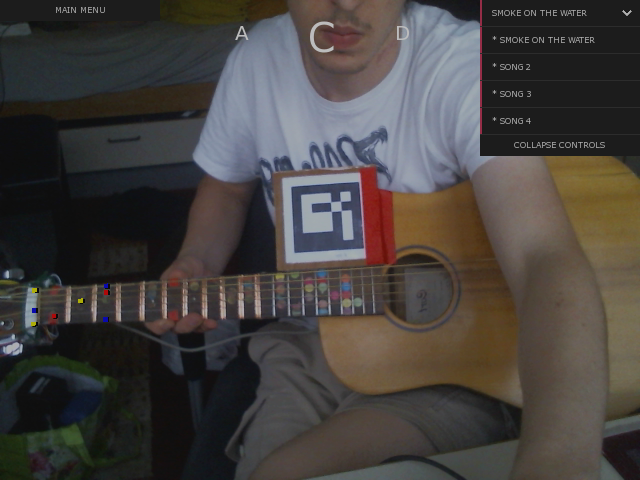 MAIN MENU
A C D
SMOKE ON THE WATER
* SMOKE ON THE WATER
* SONG 2
* SONG 3
* SONG 4
COLLAPSE CONTROLS